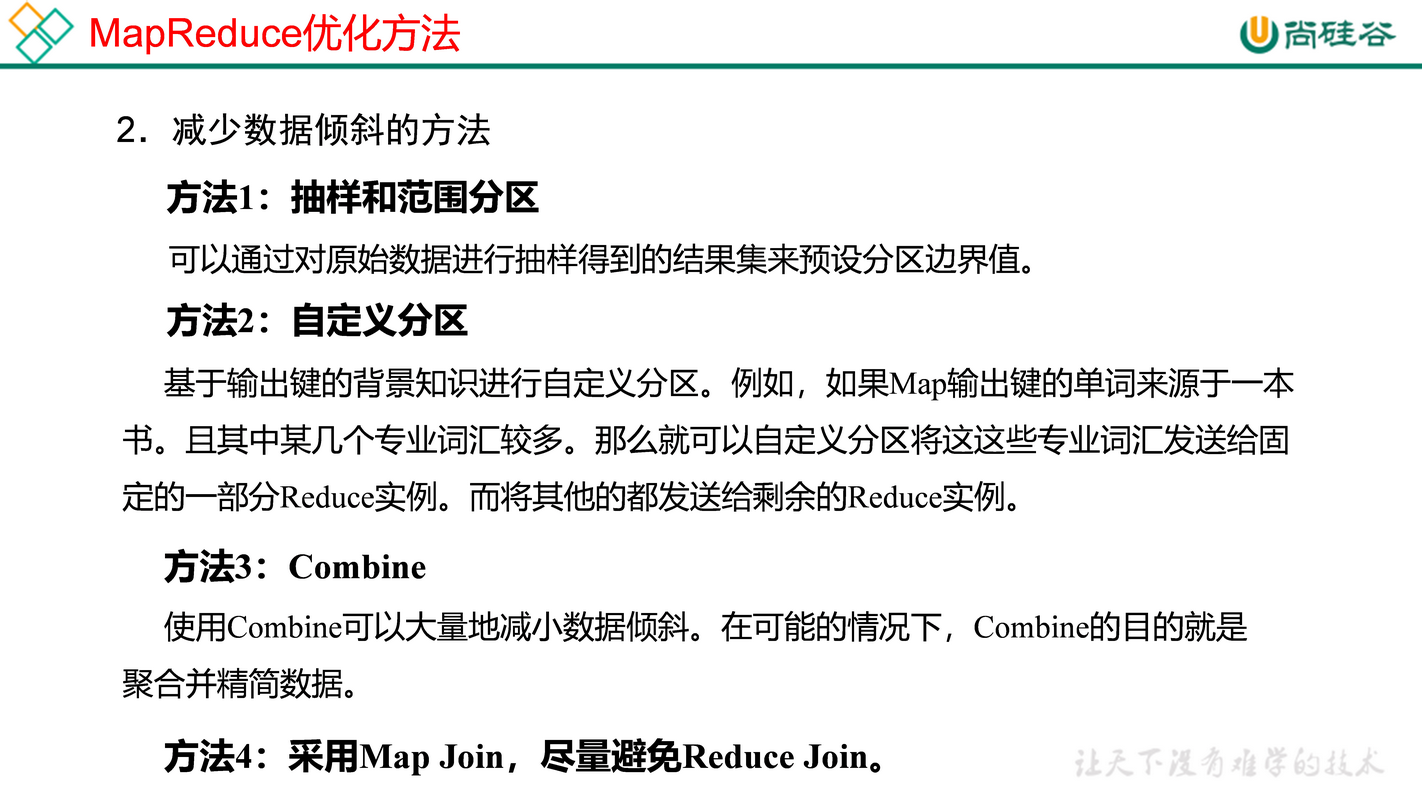 MapReduce优化方法
尚硅谷
2．减少数据倾斜的方法
方法1：抽样和范围分区
可以通过对原始数据进行抽样得到的结果集来预设分区边界值。
方法2：自定义分区
基于输出键的背景知识进行自定义分区。例如，如果Map输出键的单词来源于一本
书。且其中某几个专业词汇较多。那么就可以自定义分区将这这些专业词汇发送给固
定的一部分Reduce实例。而将其他的都发送给剩余的Reduce实例。
方法3：Combine
使用Combine可以大量地减小数据倾斜。在可能的情况下，Combine的目的就是
聚合并精简数据。
方法4：采用Map Join，尽量避免Reduce Join。
让天下没有难学的技术